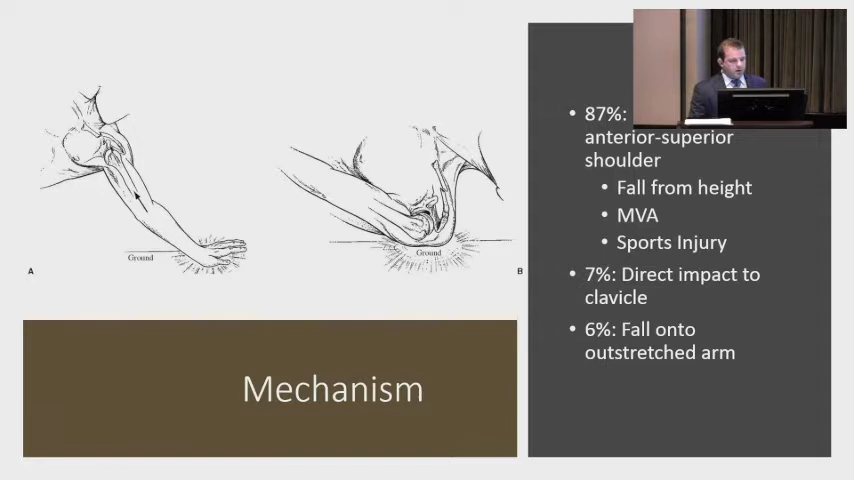 Ground
A
Ground
B
Mechanism
• 87%:
anterior-superior
shoulder
• Fall from height
• MVA
• Sports Injury
• 7%: Direct impact to
clavicle
• 6%: Fall onto
outstretched arm